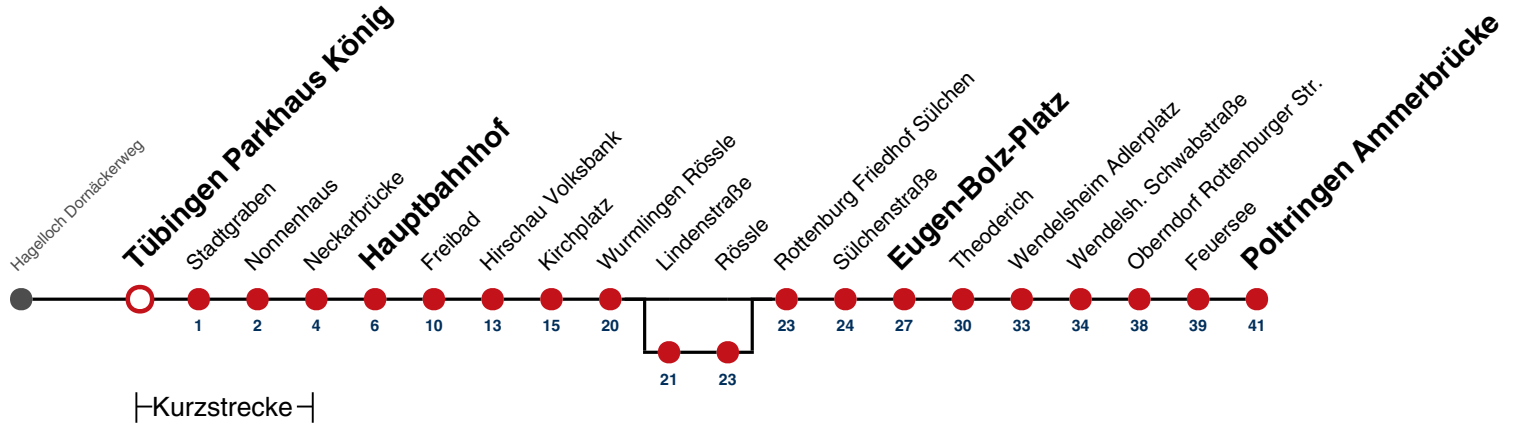 Hagelloch Dornäckerweg
Tübingen Parkhaus König
Stadtgraben
Nonnenhaus
Neckarbrücke
Hauptbahnhof
Freibad
Hirschau Volksbank
Kirchplatz
Wurmlingen Rössle
Lindenstraße
Rössle
Rottenburg Friedhof Sülchen
Sülchenstraße
Eugen-Bolz-Platz
Theoderich
Wendelsheim Adlerplatz
Wendelsh. Schwabstraße
Oberndorf Rottenburger Str.
Feuersee
Poltringen Ammerbrücke
1 2 4 6 10 13 15 20 23 24 27 30 33 34 38 39 41
21 23
Kurzstrecke